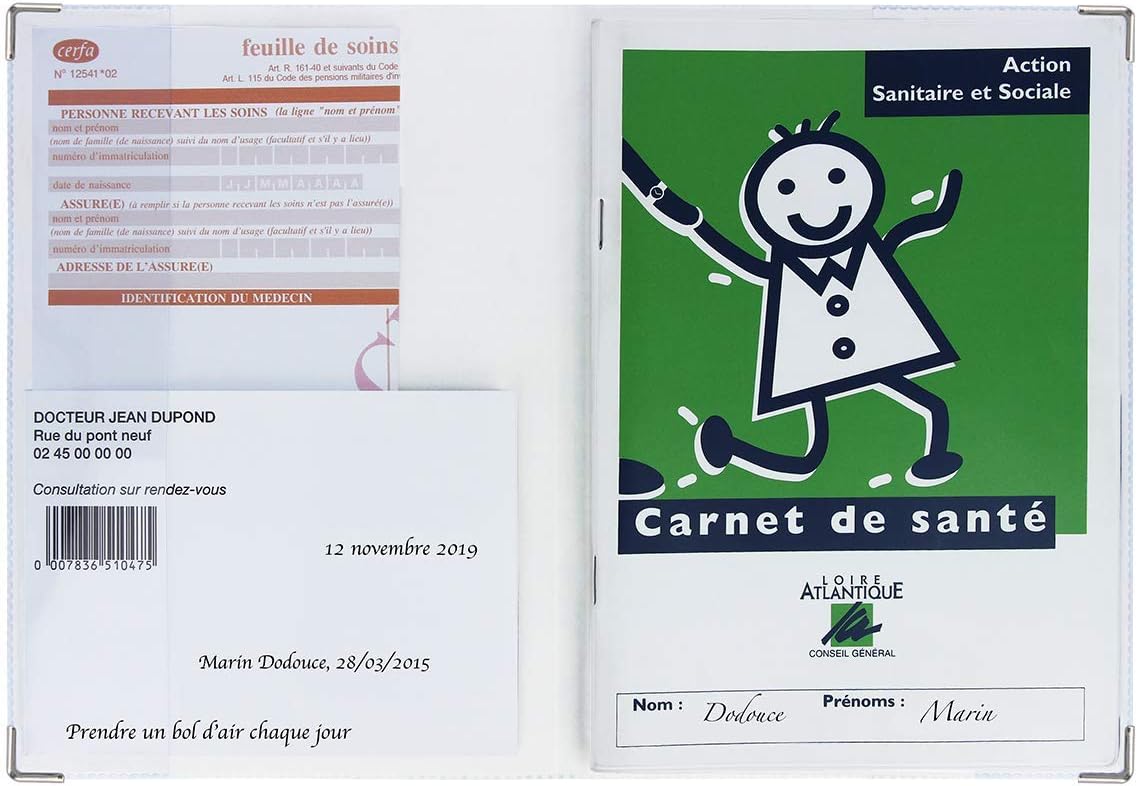 cerfa
N° 12541*02
feuille de soins
Art. R. 161-40 et suivants du Code
Art. L. 115 du Code des pensions militaires d'in
PERSONNE RECEVANT LES SOINS (la ligne "nom et prénom"
nom et prénom
(nom de famille (de naissance) suivi du nom d'usage (facultatif et s'il y a lieu))
numéro d'immatriculation
date de naissance J J M M A A A A
ASSURE(E) (à remplir si la personne recevant les soins n'est pas l'assuré(e))
nom et prénom
(nom de famille (de naissance) suivi du nom d'usage (facultatif et s'il y a lieu))
numéro d'immatriculation
ADRESSE DE L'ASSURE(E)
IDENTIFICATION DU MEDECIN
DOCTEUR JEAN DUPOND
Rue du pont neuf
02 45 00 00 00
Consultation sur rendez-vous
0 007836 510475
12 novembre 2019
Marin Dodouce, 28/03/2015
Prendre un bol d'air chaque jour
Action
Sanitaire et Sociale
Carnet de santé
LOIRE
ATLANTIQUE
CONSEIL GÉNÉRAL
Nom : Dodouce Prénoms : Marin